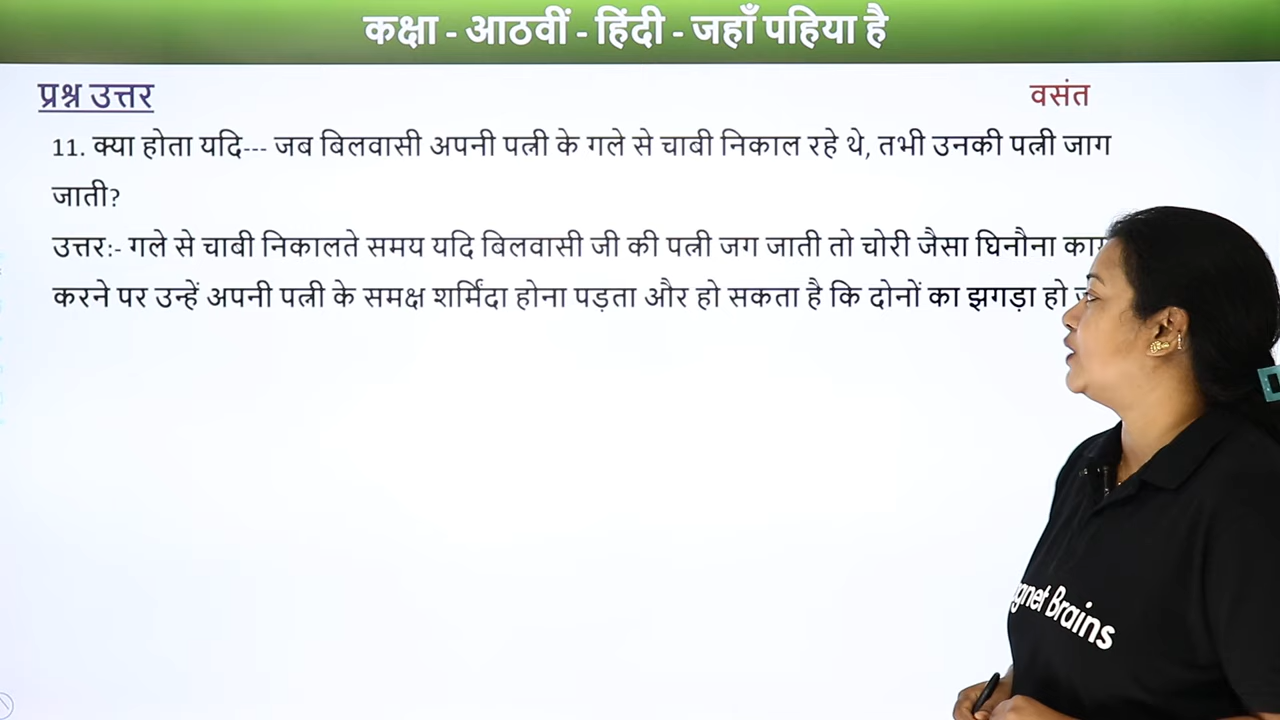 कक्षा - आठवीं - हिंदी - जहाँ पहिया है
प्रश्न उत्तर
वसंत
11. क्या होता यदि--- जब बिलवासी अपनी पत्नी के गले से चाबी निकाल रहे थे, तभी उनकी पत्नी जाग
जाती?
उत्तर:- गले से चाबी निकालते समय यदि बिलवासी जी की पत्नी जग जाती तो चोरी जैसा घिनौना
करने पर उन्हें अपनी पत्नी के समक्ष शर्मिंदा होना पड़ता और हो सकता है कि दोनों का झगड़ा हो
gnet Brains